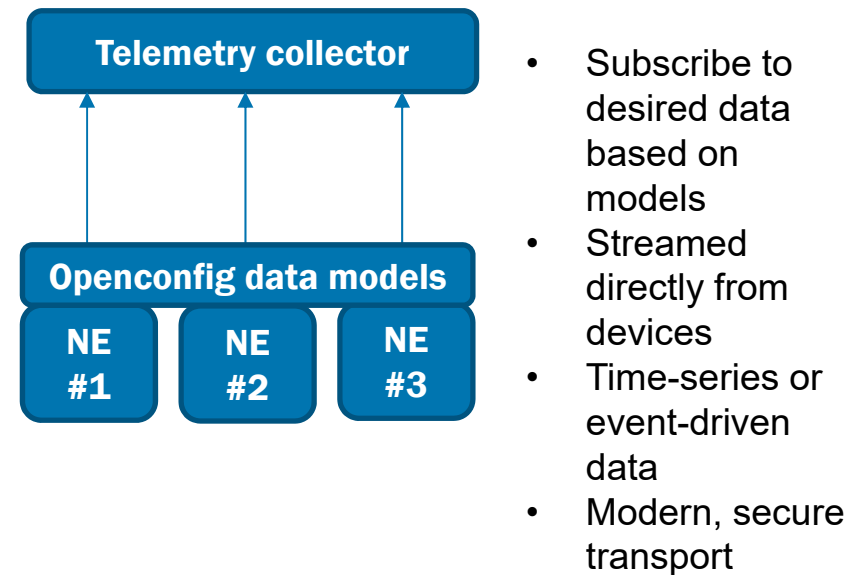 Telemetry collector
Openconfig data models
NE
#1
NE
#2
NE
#3
• Subscribe to
desired data
based on
models
• Streamed
directly from
devices
• Time-series or
event-driven
data
• Modern, secure
transport